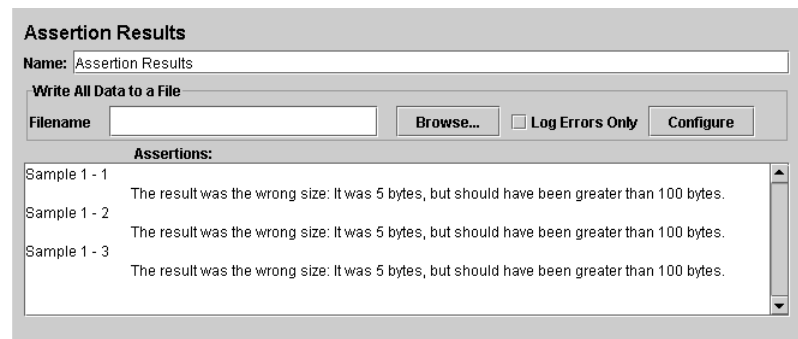 Assertion Results
Name: Assertion Results
Write All Data to a File
Filename Browse... Log Errors Only Configure
Assertions:
Sample 1 - 1
The result was the wrong size: It was 5 bytes, but should have been greater than 100 bytes.
Sample 1 - 2
The result was the wrong size: It was 5 bytes, but should have been greater than 100 bytes.
Sample 1 - 3
The result was the wrong size: It was 5 bytes, but should have been greater than 100 bytes.